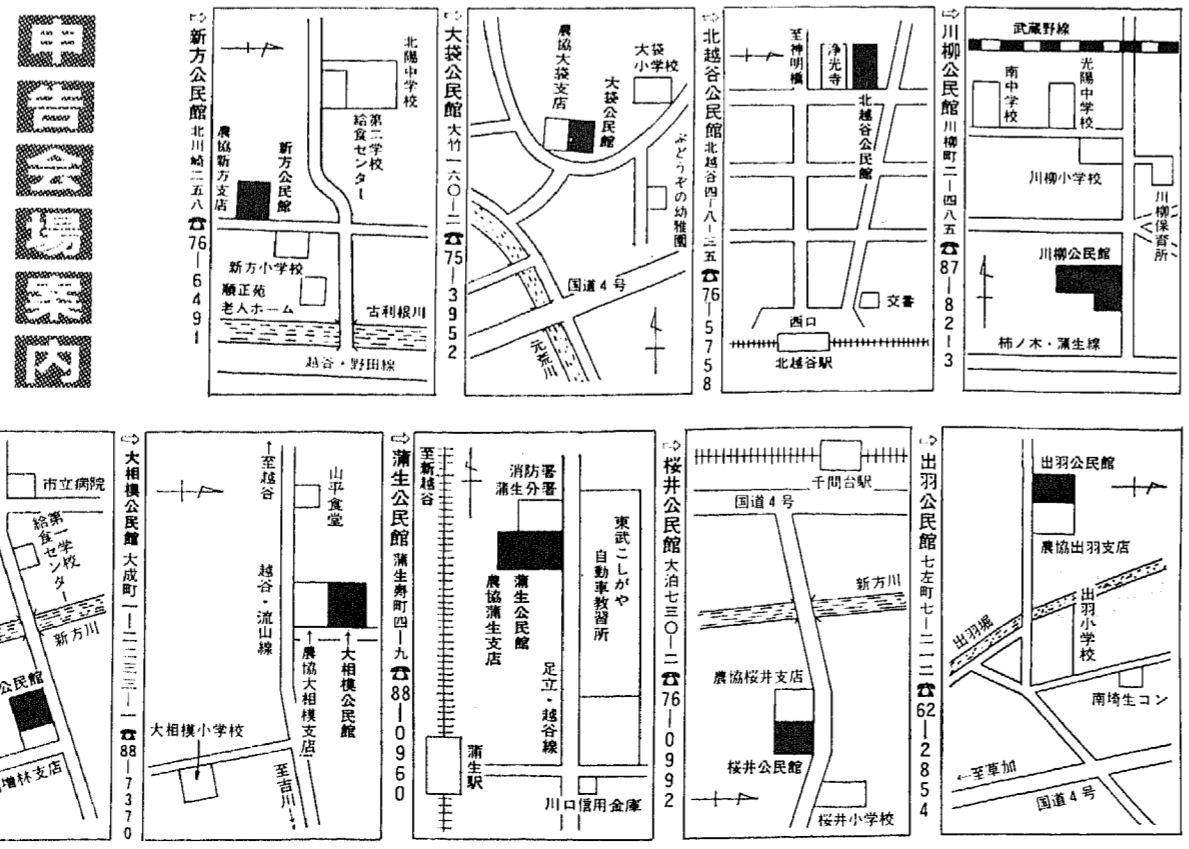 申告会場案内
⇨川柳公民館 川柳町二―四八五☎87―82―3
武蔵野線
南中学校
光陽中学校
川柳小学校
川柳保育所
川柳公民館
柿ノ木・蒲生線
⇨北越谷公民館 北越谷四―八―三五☎76―5758
至神明橋
浄光寺
北越谷公民館
交番
西口
北越谷駅
⇨大袋公民館 大竹一六〇―二☎75―3952
農協大袋支店
大袋小学校
大袋公民館
ぶどうぞの幼稚園
国道4号
元荒川
⇨新方公民館 北川崎二五八☎76―6491
北陽中学校
第二学校給食センター
新方公民館
農協新方支店
新方小学校
順正苑
老人ホーム
古利根川
越谷・野田線
⇨出羽公民館 七左町七―二一二☎62―2854
出羽公民館
農協出羽支店
出羽堀
出羽小学校
南埼生コン
←至草加
国道4号
⇨桜井公民館 大泊七三〇―二☎76―0992
千間台駅
国道4号
新方川
農協桜井支店
桜井公民館
桜井小学校
⇨蒲生公民館 蒲生寿町四―九☎88―0960
至新越谷
消防署
蒲生分署
東武こしがや
自動車教習所
蒲生公民館
農協蒲生支店
足立・越谷線
蒲生駅
川口信用金庫
⇨大相模公民館 大成町一―二二三三―一☎88―7370
←至越谷
山平食堂
越谷・流山線
大相模公民館
農協大相模支店
大相模小学校
至吉川→
市立病院
第一学校
給食センター
新方川
公民館
増林支店